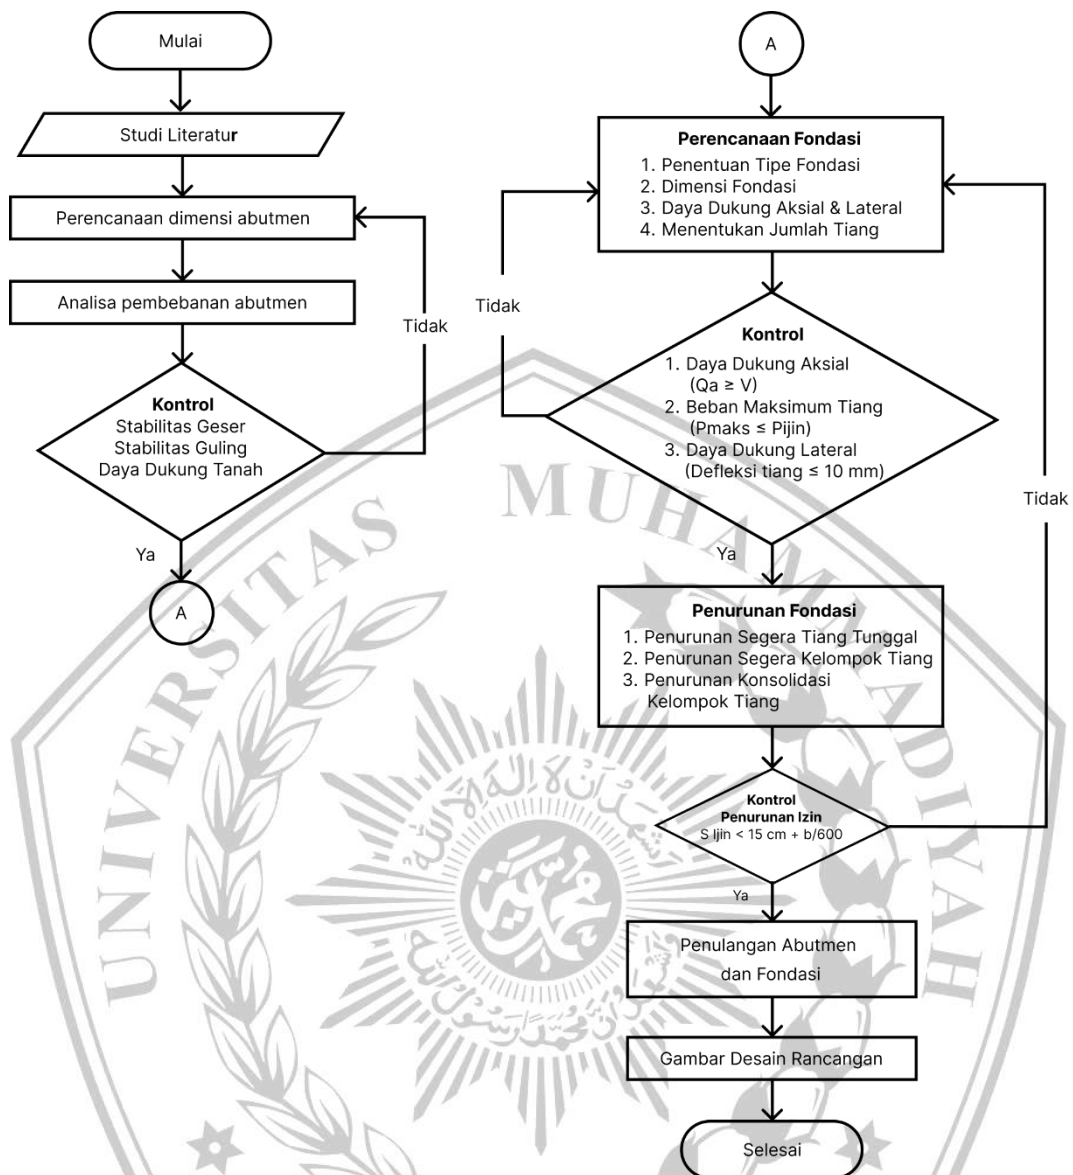 Mulai
Studi Literatur
Perencanaan dimensi abutmen
Analisa pembebanan abutmen
Tidak
Kontrol
Stabilitas Geser
Stabilitas Guling
Daya Dukung Tanah
Ya
A
A
Perencanaan Fondasi
1. Penentuan Tipe Fondasi
2. Dimensi Fondasi
3. Daya Dukung Aksial & Lateral
4. Menentukan Jumlah Tiang
Tidak
Kontrol
1. Daya Dukung Aksial
(Qa ≥ V)
2. Beban Maksimum Tiang
(Pmaks ≤ Pijin)
3. Daya Dukung Lateral
(Defleksi tiang ≤ 10 mm)
Tidak
Ya
Penurunan Fondasi
1. Penurunan Segera Tiang Tunggal
2. Penurunan Segera Kelompok Tiang
3. Penurunan Konsolidasi
Kelompok Tiang
Kontrol
Penurunan Izin
S Ijin < 15 cm + b/600
Ya
Penulangan Abutmen
dan Fondasi
Gambar Desain Rancangan
Selesai
UNIVERSITAS MUHAMMADIYAH